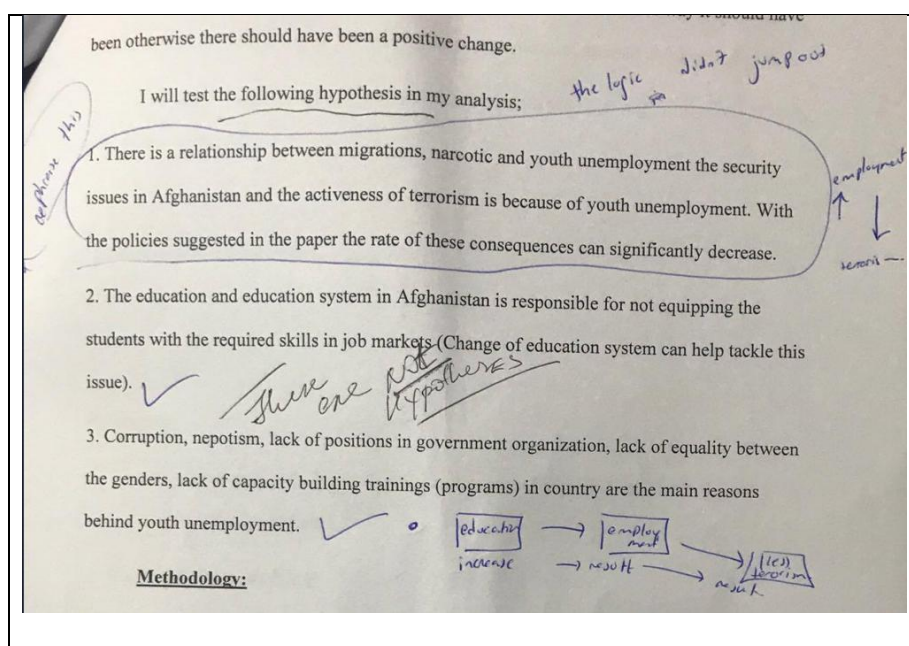 been otherwise there should have been a positive change.
I will test the following hypothesis in my analysis;
the logic didn't jump out
rephrase this
1. There is a relationship between migrations, narcotic and youth unemployment the security
issues in Afghanistan and the activeness of terrorism is because of youth unemployment. With
the policies suggested in the paper the rate of these consequences can significantly decrease.
employment
2. The education and education system in Afghanistan is responsible for not equipping the
students with the required skills in job markets (Change of education system can help tackle this
issue).
These are NOT
HYPOTHESES
3. Corruption, nepotism, lack of positions in government organization, lack of equality between
the genders, lack of capacity building trainings (programs) in country are the main reasons
behind youth unemployment.
education → employment → less terorism
increase → result → result
Methodology: